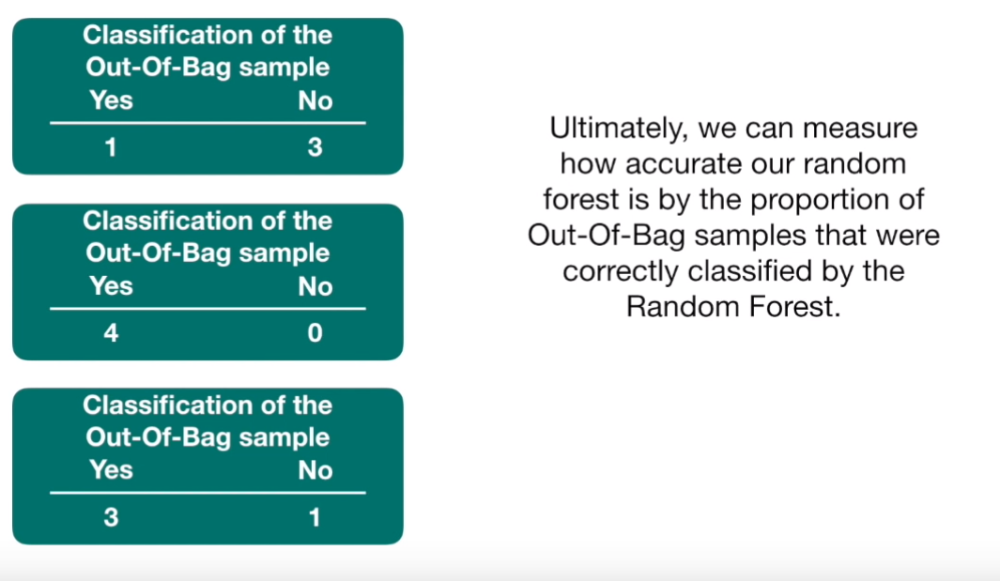 Classification of the
Out-Of-Bag sample
Yes No
1 3
Classification of the
Out-Of-Bag sample
Yes No
4 0
Classification of the
Out-Of-Bag sample
Yes No
3 1
Ultimately, we can measure
how accurate our random
forest is by the proportion of
Out-Of-Bag samples that were
correctly classified by the
Random Forest.